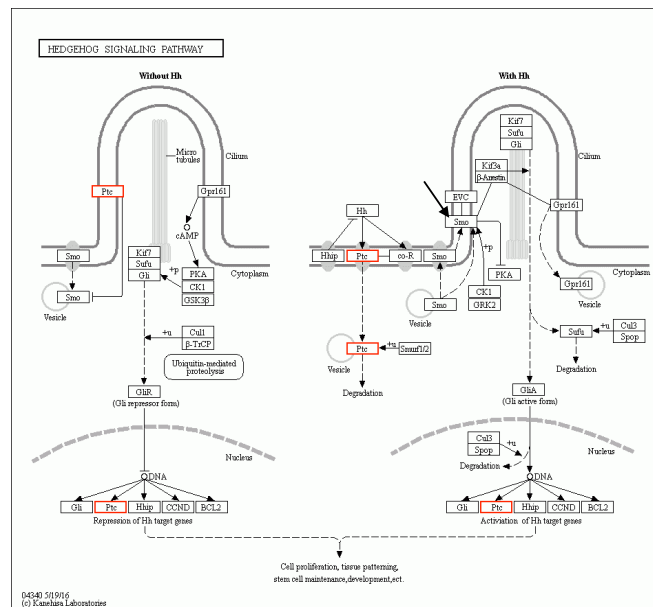 HEDGEHOG SIGNALING PATHWAY
Without Hh
Micro
tubules
Cilium
Ptc
Gpr161
cAMP
Smo
Kif7
Sufu
Gli
+p
PKA
CK1
GSK3β
Cytoplasm
Smo
Vesicle
+u
Cul1
β-TrCP
Ubiquitis-mediated
proteolysis
GliR
(Gli repressor form)
Nucleus
DNA
Gli
Ptc
Hhip
CCND
BCL2
Repression of Hh target genes
With Hh
Kif7
Sufu
Gli
Cilium
Kif3a
β-Arrestin
EVC
Smo
Gpr161
Hh
Hhip
Ptc
co-R
Smo
+p
PKA
Cytoplasm
CK1
GRK2
Smo
Vesicle
Gpr161
Vesicle
Ptc
+u
Smurf1/2
Vesicle
Degradation
Sufu
+u
Cul3
Spop
Degradation
GliA
(Gli active form)
Cul3
Spop
+u
Degradation
Nucleus
DNA
Gli
Ptc
Hhip
CCND
BCL2
Activiation of Hh target genes
Cell proliferation, tissue patterning,
stem cell maintenance,development,ect.
04340 5/19/16
(c) Kanehisa Laboratories